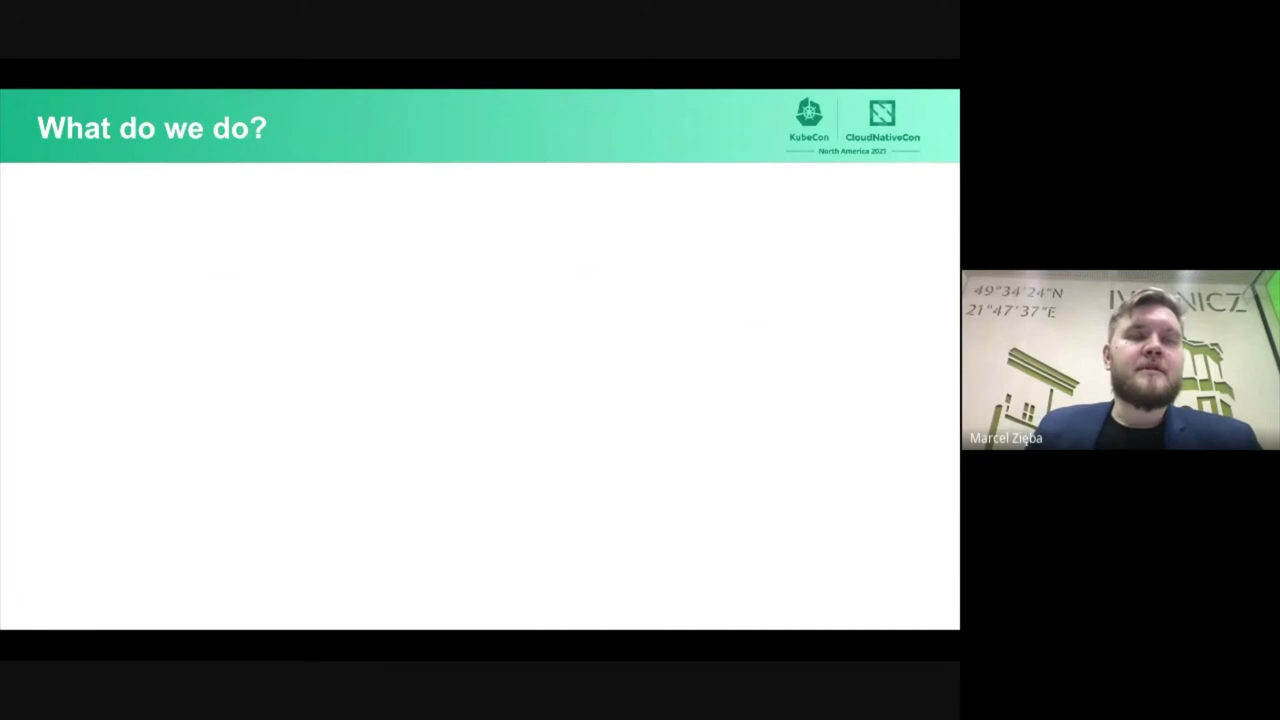 What do we do?
KubeCon
CloudNativeCon
North America 2021
49°34'24"N
21°47'37"E
Marcel Zięba